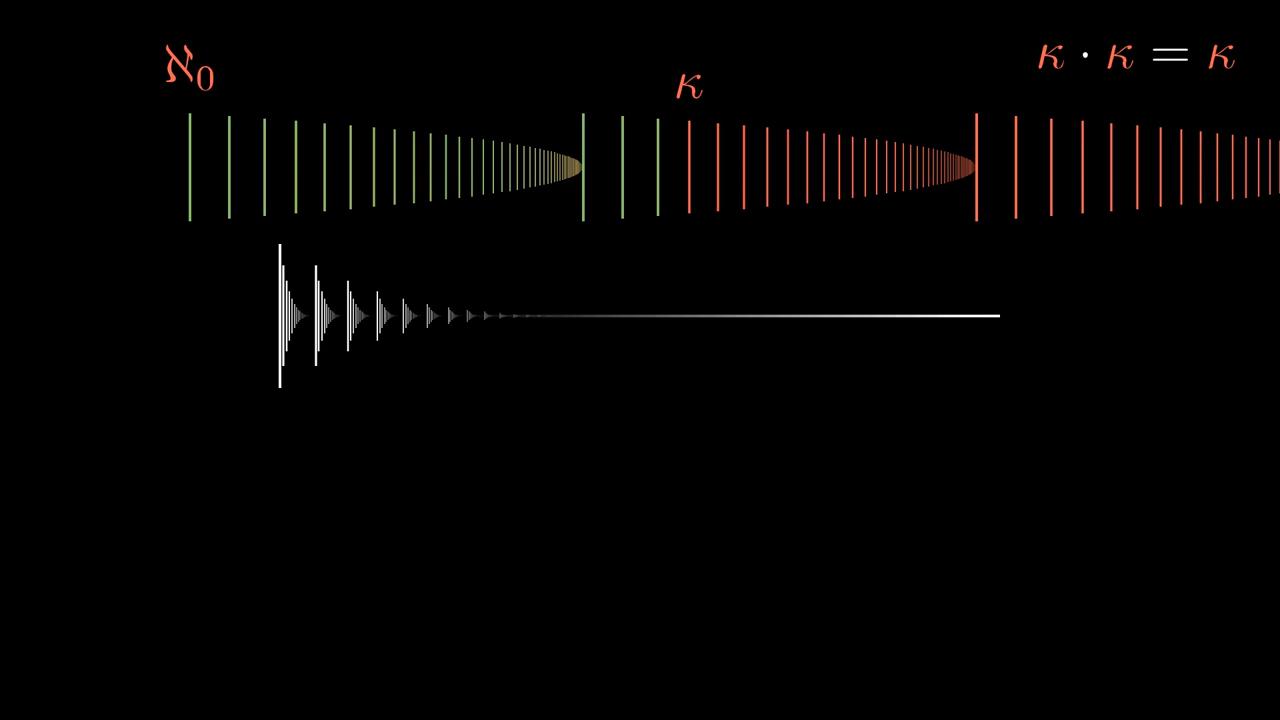 ℵ₀
κ
κ · κ = κ